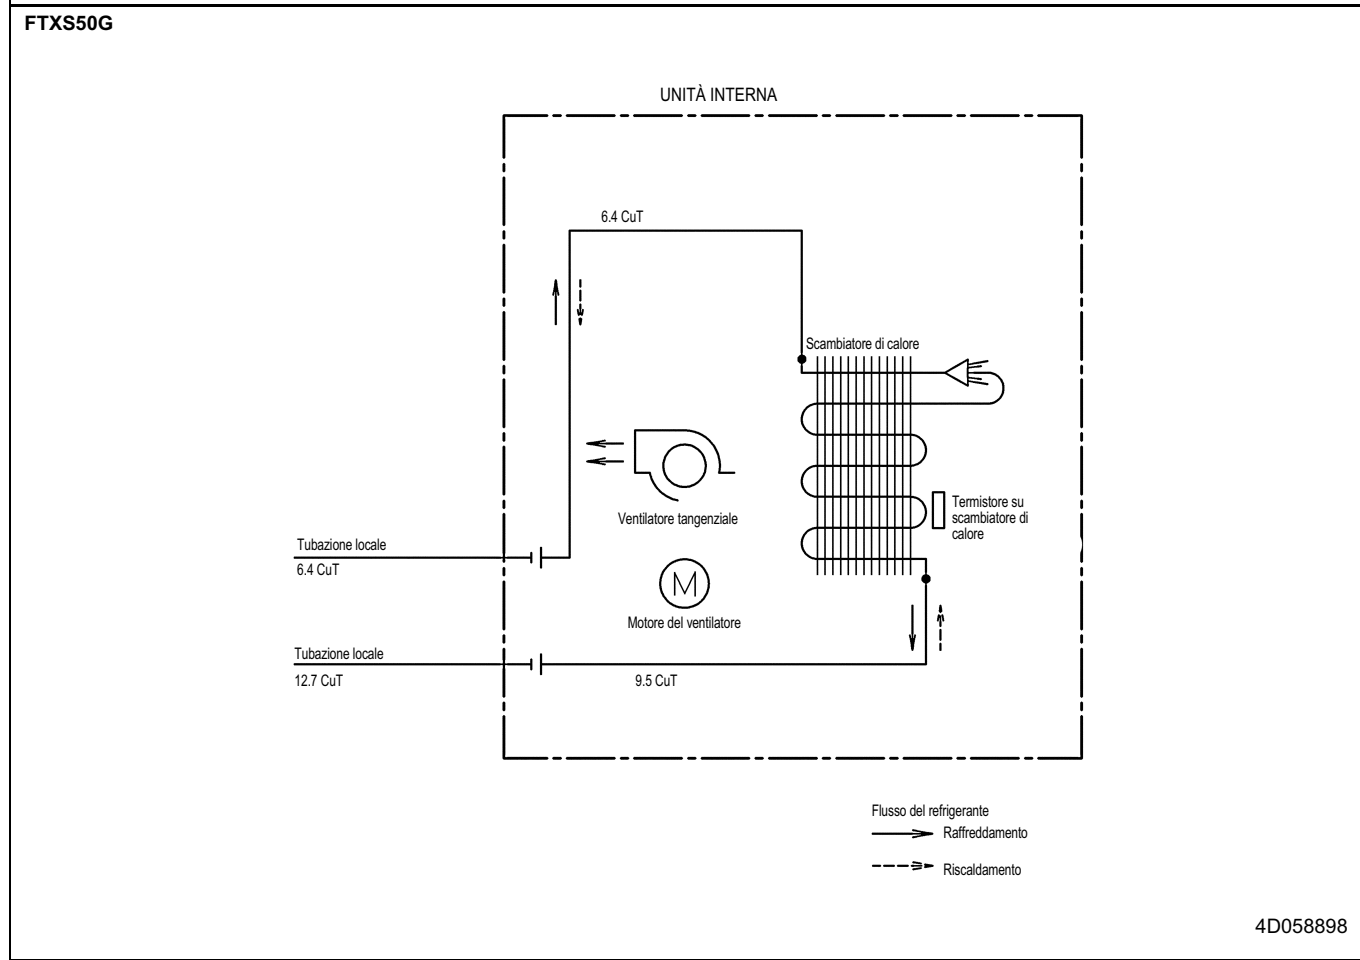 FTXS50G
UNITÀ INTERNA
6.4 CuT
Scambiatore di calore
Termistore su
scambiatore di
calore
Ventilatore tangenziale
Tubazione locale
6.4 CuT
M
Motore del ventilatore
Tubazione locale
12.7 CuT
9.5 CuT
Flusso del refrigerante
Raffreddamento
Riscaldamento
4D058898